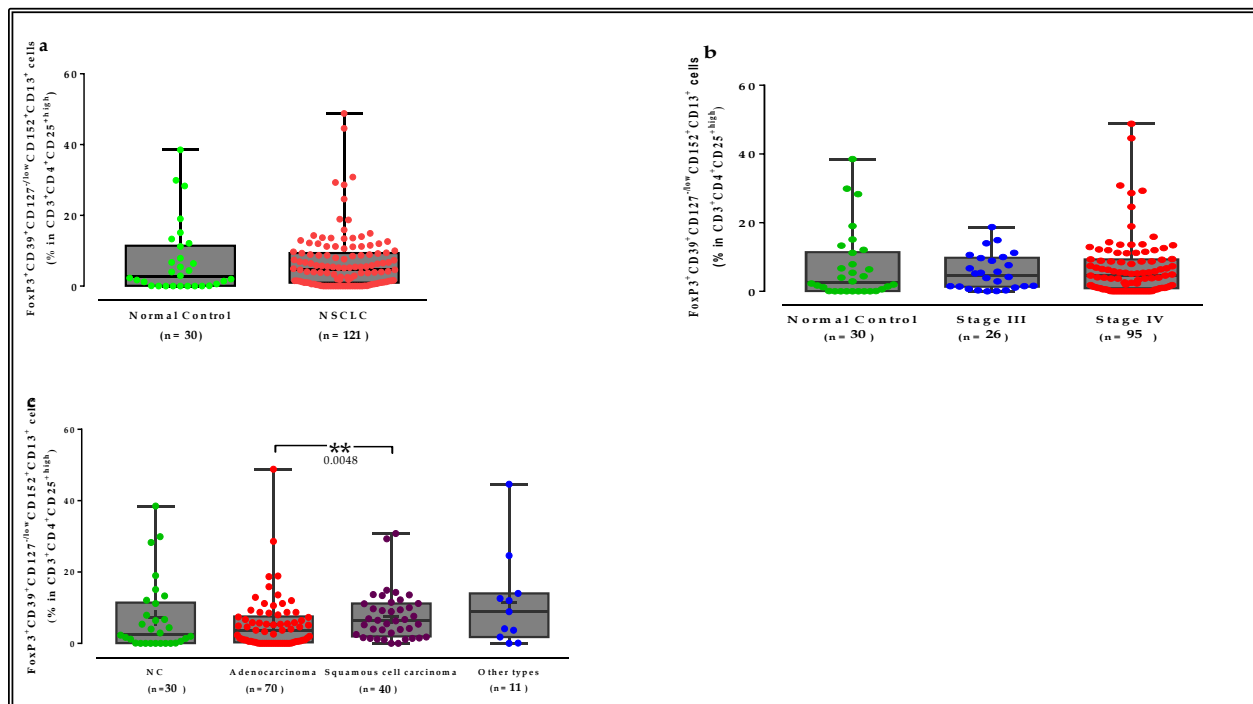 a
FoxP3⁺CD39⁺CD127⁻/ˡᵒʷCD152⁺CD13⁺ cells
(% in CD3⁺CD4⁺CD25⁺ʰⁱᵍʰ)
60
40
20
0
Normal Control
(n = 30)
NSCLC
(n = 121)
b
FoxP3⁺CD39⁺CD127⁻/ˡᵒʷCD152⁺CD13⁺ cells
(% in CD3⁺CD4⁺CD25⁺ʰⁱᵍʰ)
60
40
20
0
Normal Control
(n = 30 )
Stage III
(n = 26 )
Stage IV
(n = 95 )
c
FoxP3⁺CD39⁺CD127⁻/ˡᵒʷCD152⁺CD13⁺ cells
(% in CD3⁺CD4⁺CD25⁺ʰⁱᵍʰ)
60
40
20
0
**
0.0048
NC
(n=30 )
Adenocarcinoma
(n= 70 )
Squamous cell carcinoma
(n= 40 )
Other types
(n= 11 )